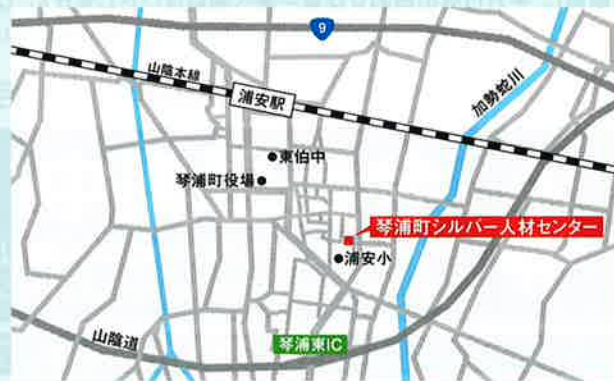 9
山陰本線
浦安駅
加勢蛇川
東伯中
琴浦町役場
琴浦町シルバー人材センター
浦安小
山陰道
琴浦東IC